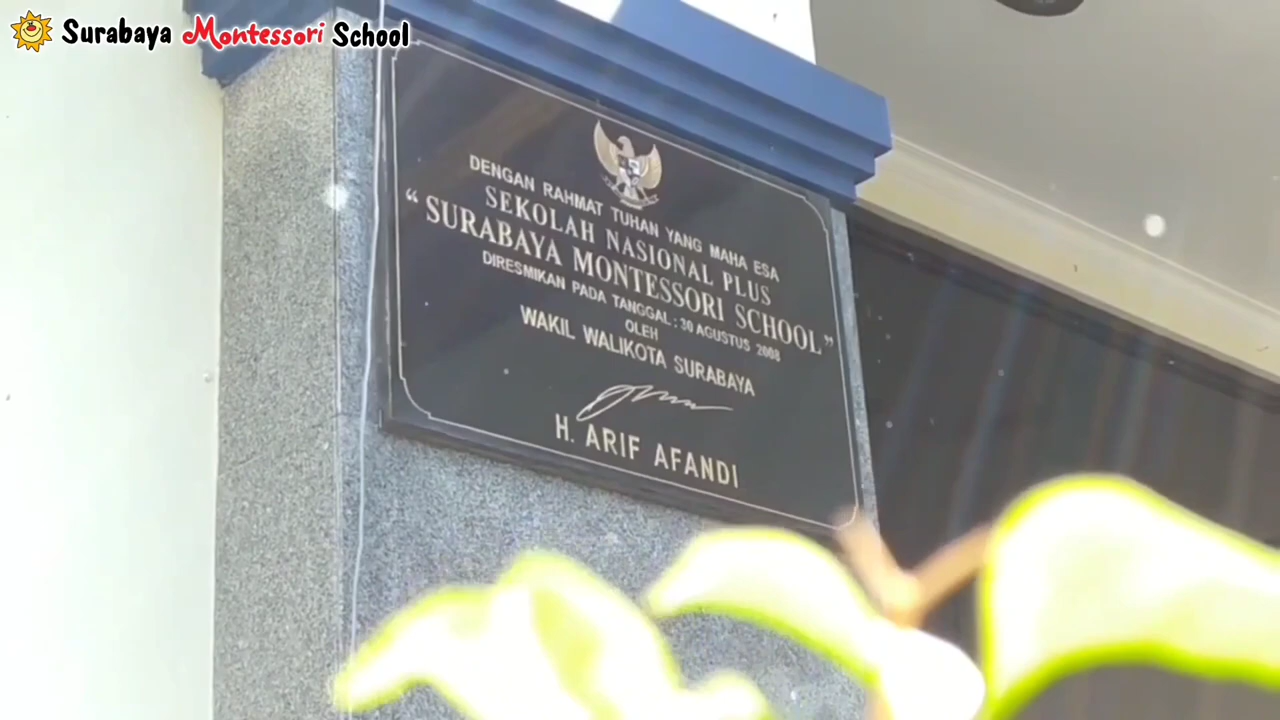 Surabaya Montessori School
DENGAN RAHMAT TUHAN YANG MAHA ESA
SEKOLAH NASIONAL PLUS
“ SURABAYA MONTESSORI SCHOOL ”
DIRESMIKAN PADA TANGGAL : 30 AGUSTUS 2008
OLEH
WAKIL WALIKOTA SURABAYA
H. ARIF AFANDI